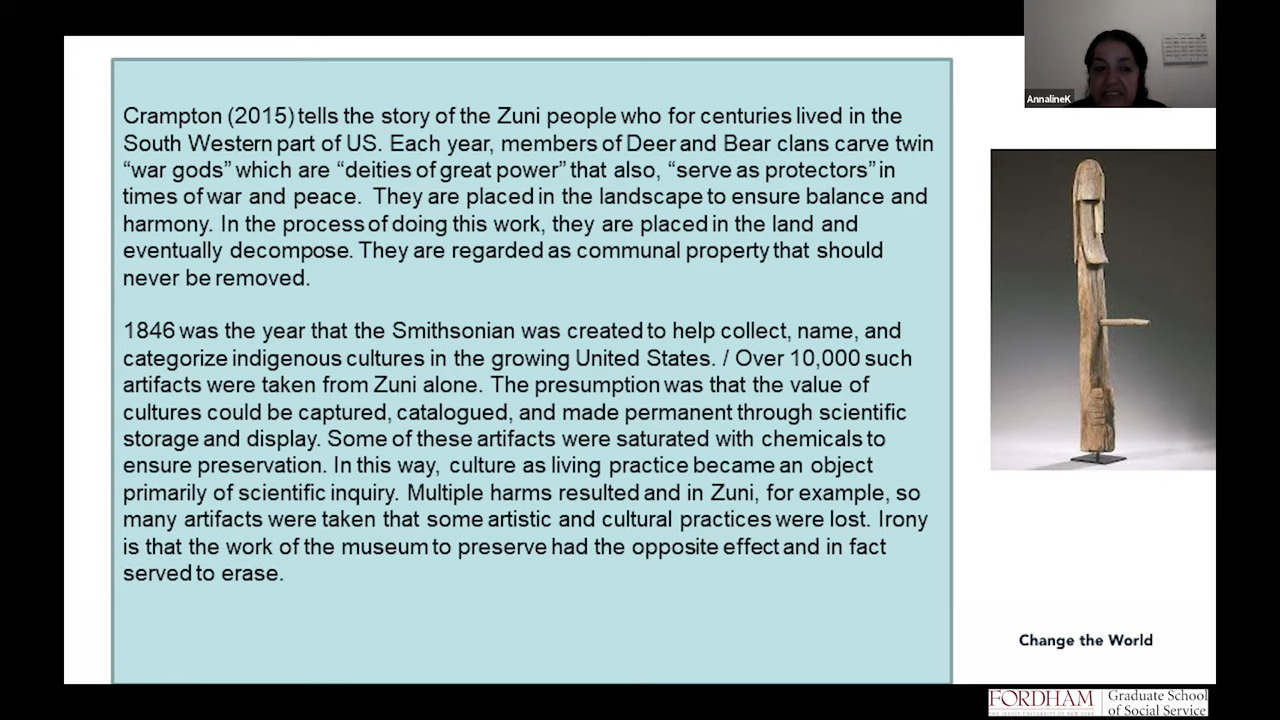 AnnalineK
Crampton (2015) tells the story of the Zuni people who for centuries lived in the
South Western part of US. Each year, members of Deer and Bear clans carve twin
“war gods” which are “deities of great power” that also, “serve as protectors” in
times of war and peace.  They are placed in the landscape to ensure balance and
harmony. In the process of doing this work, they are placed in the land and
eventually decompose. They are regarded as communal property that should
never be removed.
1846 was the year that the Smithsonian was created to help collect, name, and
categorize indigenous cultures in the growing United States. / Over 10,000 such
artifacts were taken from Zuni alone. The presumption was that the value of
cultures could be captured, catalogued, and made permanent through scientific
storage and display. Some of these artifacts were saturated with chemicals to
ensure preservation. In this way, culture as living practice became an object
primarily of scientific inquiry. Multiple harms resulted and in Zuni, for example, so
many artifacts were taken that some artistic and cultural practices were lost. Irony
is that the work of the museum to preserve had the opposite effect and in fact
served to erase.
Change the World
FORDHAM
THE JESUIT UNIVERSITY OF NEW YORK
Graduate School
of Social Service